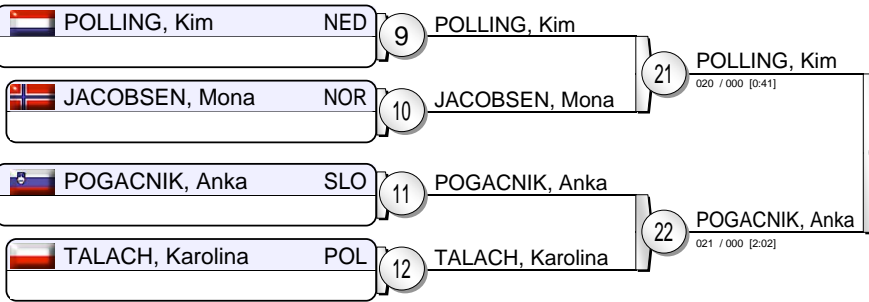 POLLING, Kim NED
9
POLLING, Kim
21
POLLING, Kim
020 / 000 [0:41]
JACOBSEN, Mona NOR
10
JACOBSEN, Mona
POGACNIK, Anka SLO
11
POGACNIK, Anka
22
POGACNIK, Anka
021 / 000 [2:02]
TALACH, Karolina POL
12
TALACH, Karolina